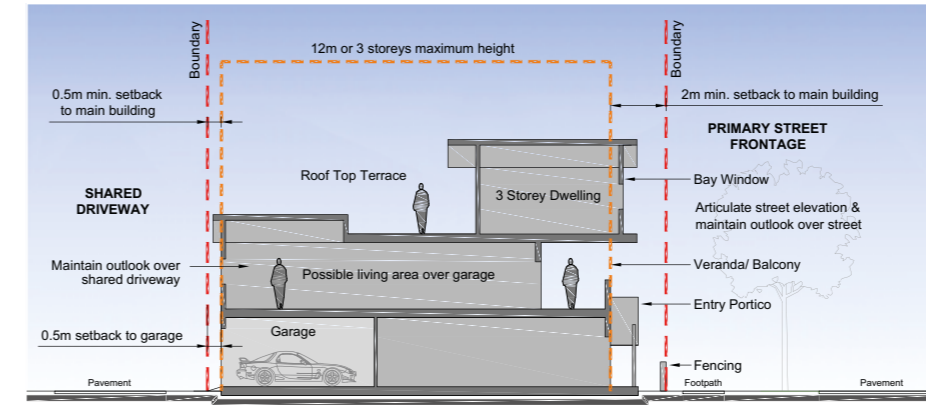 Boundary
12m or 3 storeys maximum height
Boundary
0.5m min. setback
to main building
2m min. setback to main building
PRIMARY STREET
FRONTAGE
Roof Top Terrace
3 Storey Dwelling
Bay Window
SHARED
DRIVEWAY
Articulate street elevation &
maintain outlook over street
Maintain outlook over
shared driveway
Possible living area over garage
Veranda/ Balcony
Entry Portico
0.5m setback to garage
Garage
Fencing
Pavement
Footpath
Pavement